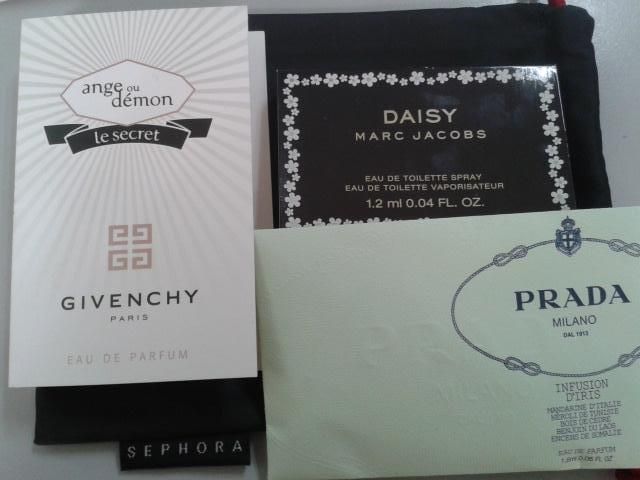 ange ou
démon
le secret
GIVENCHY
PARIS
EAU DE PARFUM
DAISY
MARC JACOBS
EAU DE TOILETTE SPRAY
EAU DE TOILETTE VAPORISATEUR
1.2 ml 0.04 FL. OZ.
PRADA
MILANO
DAL 1913
INFUSION
D'IRIS
MANDARINE D'ITALIE
NÉROLI DE TUNISIE
BOIS DE CÈDRE
BENJOIN DU LAOS
ENCENS DE SOMALIE
EAU DE PARFUM
FL OZ
SEPHORA